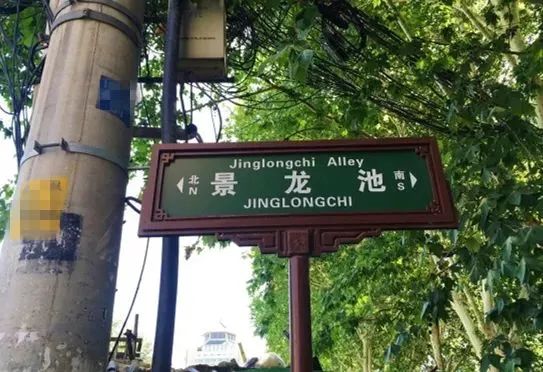 Jinglongchi Alley
北 景龙池 南
N JINGLONGCHI S